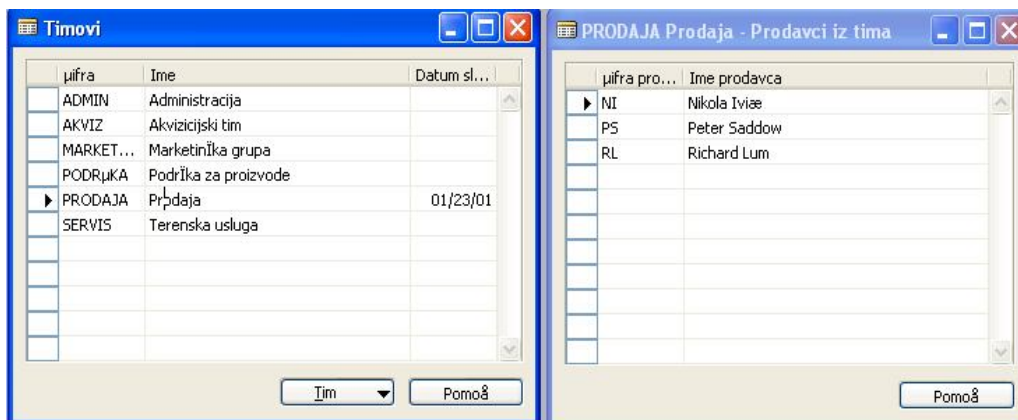 Timovi
µifra Ime Datum sl...
ADMIN Administracija
AKVIZ Akvizicijski tim
MARKET... MarketinÏka grupa
PODRµKA PodrÏka za proizvode
PRODAJA Prodaja 01/23/01
SERVIS Terenska usluga
Tim Pomoå
PRODAJA Prodaja - Prodavci iz tima
µifra pro... Ime prodavca
NI Nikola Iviæ
PS Peter Saddow
RL Richard Lum
Pomoå